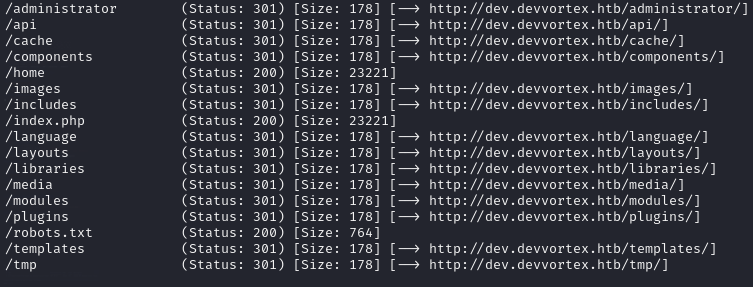 /administrator (Status: 301) [Size: 178] [--> http://dev.devvortex.htb/administrator/]
/api (Status: 301) [Size: 178] [--> http://dev.devvortex.htb/api/]
/cache (Status: 301) [Size: 178] [--> http://dev.devvortex.htb/cache/]
/components (Status: 301) [Size: 178] [--> http://dev.devvortex.htb/components/]
/home (Status: 200) [Size: 23221]
/images (Status: 301) [Size: 178] [--> http://dev.devvortex.htb/images/]
/includes (Status: 301) [Size: 178] [--> http://dev.devvortex.htb/includes/]
/index.php (Status: 200) [Size: 23221]
/language (Status: 301) [Size: 178] [--> http://dev.devvortex.htb/language/]
/layouts (Status: 301) [Size: 178] [--> http://dev.devvortex.htb/layouts/]
/libraries (Status: 301) [Size: 178] [--> http://dev.devvortex.htb/libraries/]
/media (Status: 301) [Size: 178] [--> http://dev.devvortex.htb/media/]
/modules (Status: 301) [Size: 178] [--> http://dev.devvortex.htb/modules/]
/plugins (Status: 301) [Size: 178] [--> http://dev.devvortex.htb/plugins/]
/robots.txt (Status: 200) [Size: 764]
/templates (Status: 301) [Size: 178] [--> http://dev.devvortex.htb/templates/]
/tmp (Status: 301) [Size: 178] [--> http://dev.devvortex.htb/tmp/]